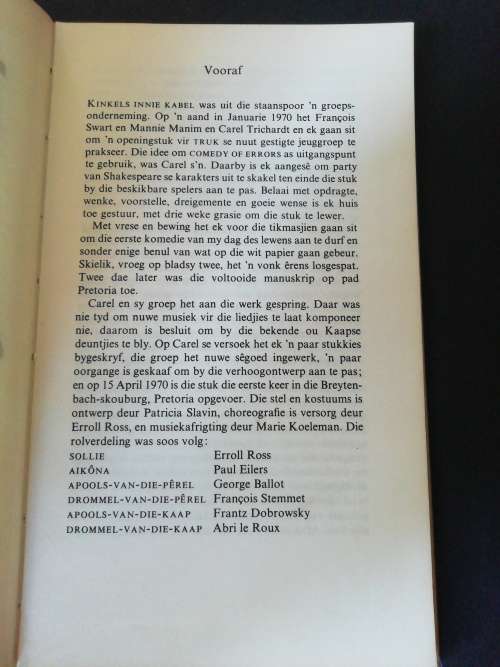 Vooraf
KINKELS INNIE KABEL was uit die staanspoor 'n groeps-
onderneming. Op 'n aand in Januarie 1970 het François
Swart en Mannie Manim en Carel Trichardt en ek gaan sit
om 'n openingstuk vir TRUK se nuut gestigte jeuggroep te
prakseer. Die idee om COMEDY OF ERRORS as uitgangspunt
te gebruik, was Carel s'n. Daarby is ek aangesê om party
van Shakespeare se karakters uit te skakel ten einde die stuk
by die beskikbare spelers aan te pas. Belaai met opdragte,
wenke, voorstelle, dreigemente en goeie wense is ek huis
toe gestuur, met drie weke grasie om die stuk te lewer.
Met vrese en bewing het ek voor die tikmasjien gaan sit
om die eerste komedie van my dag des lewens aan te durf en
sonder enige benul van wat op die wit papier gaan gebeur.
Skielik, vroeg op bladsy twee, het 'n vonk êrens losgespat.
Twee dae later was die voltooide manuskrip op pad
Pretoria toe.
Carel en sy groep het aan die werk gespring. Daar was
nie tyd om nuwe musiek vir die liedjies te laat komponeer
nie, daarom is besluit om by die bekende ou Kaapse
deuntjies te bly. Op Carel se versoek het ek 'n paar stukkies
bygeskryf, die groep het nuwe sêgoed ingewerk, 'n paar
oorgange is geskaaf om by die verhoogontwerp aan te pas;
en op 15 April 1970 is die stuk die eerste keer in die Breyten-
bach-skouburg, Pretoria opgevoer. Die stel en kostuums is
ontwerp deur Patricia Slavin, choreografie is versorg deur
Erroll Ross, en musiekafrigting deur Marie Koeleman. Die
rolverdeling was soos volg:
SOLLIE Erroll Ross
AIKÔNA Paul Eilers
APOOLS-VAN-DIE-PÊREL George Ballot
DROMMEL-VAN-DIE-PÊREL François Stemmet
APOOLS-VAN-DIE-KAAP Frantz Dobrowsky
DROMMEL-VAN-DIE-KAAP Abri le Roux